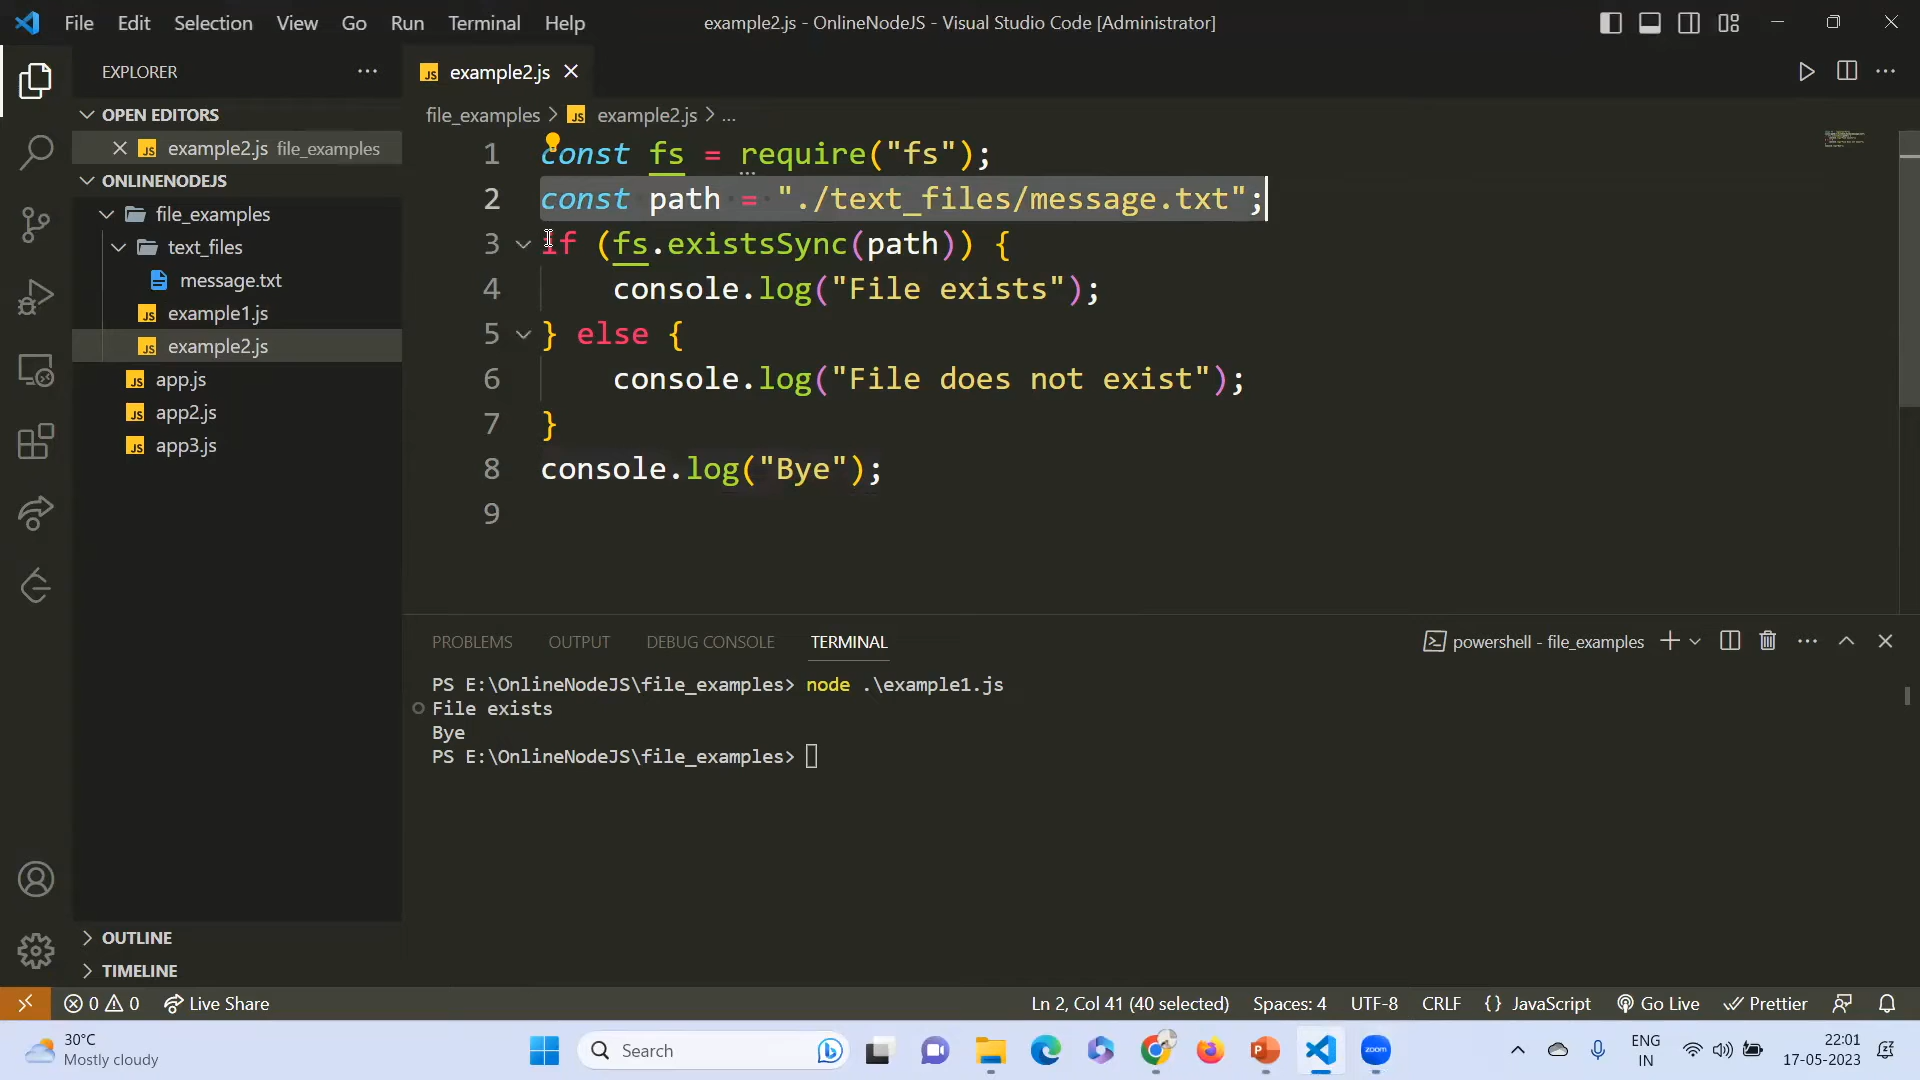 File Edit Selection View Go Run Terminal Help
example2.js - OnlineNodeJS - Visual Studio Code [Administrator]
EXPLORER
OPEN EDITORS
example2.js file_examples
ONLINENODEJS
file_examples
text_files
message.txt
example1.js
example2.js
app.js
app2.js
app3.js
OUTLINE
TIMELINE
JS example2.js
file_examples > JS example2.js > ...
1 const fs = require("fs");
2 const path = "./text_files/message.txt";
3 if (fs.existsSync(path)) {
4 console.log("File exists");
5 } else {
6 console.log("File does not exist");
7 }
8 console.log("Bye");
9
PROBLEMS OUTPUT DEBUG CONSOLE TERMINAL
powershell - file_examples
PS E:\OnlineNodeJS\file_examples> node .\example1.js
File exists
Bye
PS E:\OnlineNodeJS\file_examples>
0 0 Live Share
Ln 2, Col 41 (40 selected) Spaces: 4 UTF-8 CRLF {} JavaScript Go Live Prettier
30°C
Mostly cloudy
Search
zoom
ENG
IN
22:01
17-05-2023